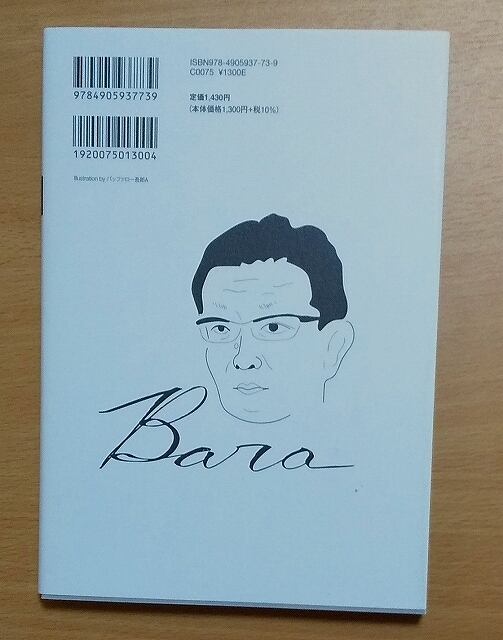 ISBN978-4905937-73-9
C0075 ¥1300E
9784905937739
定価1,430円
(本体価格1,300円+税10%)
1920075013004
Illustration by バッファロー吾郎A
Bara